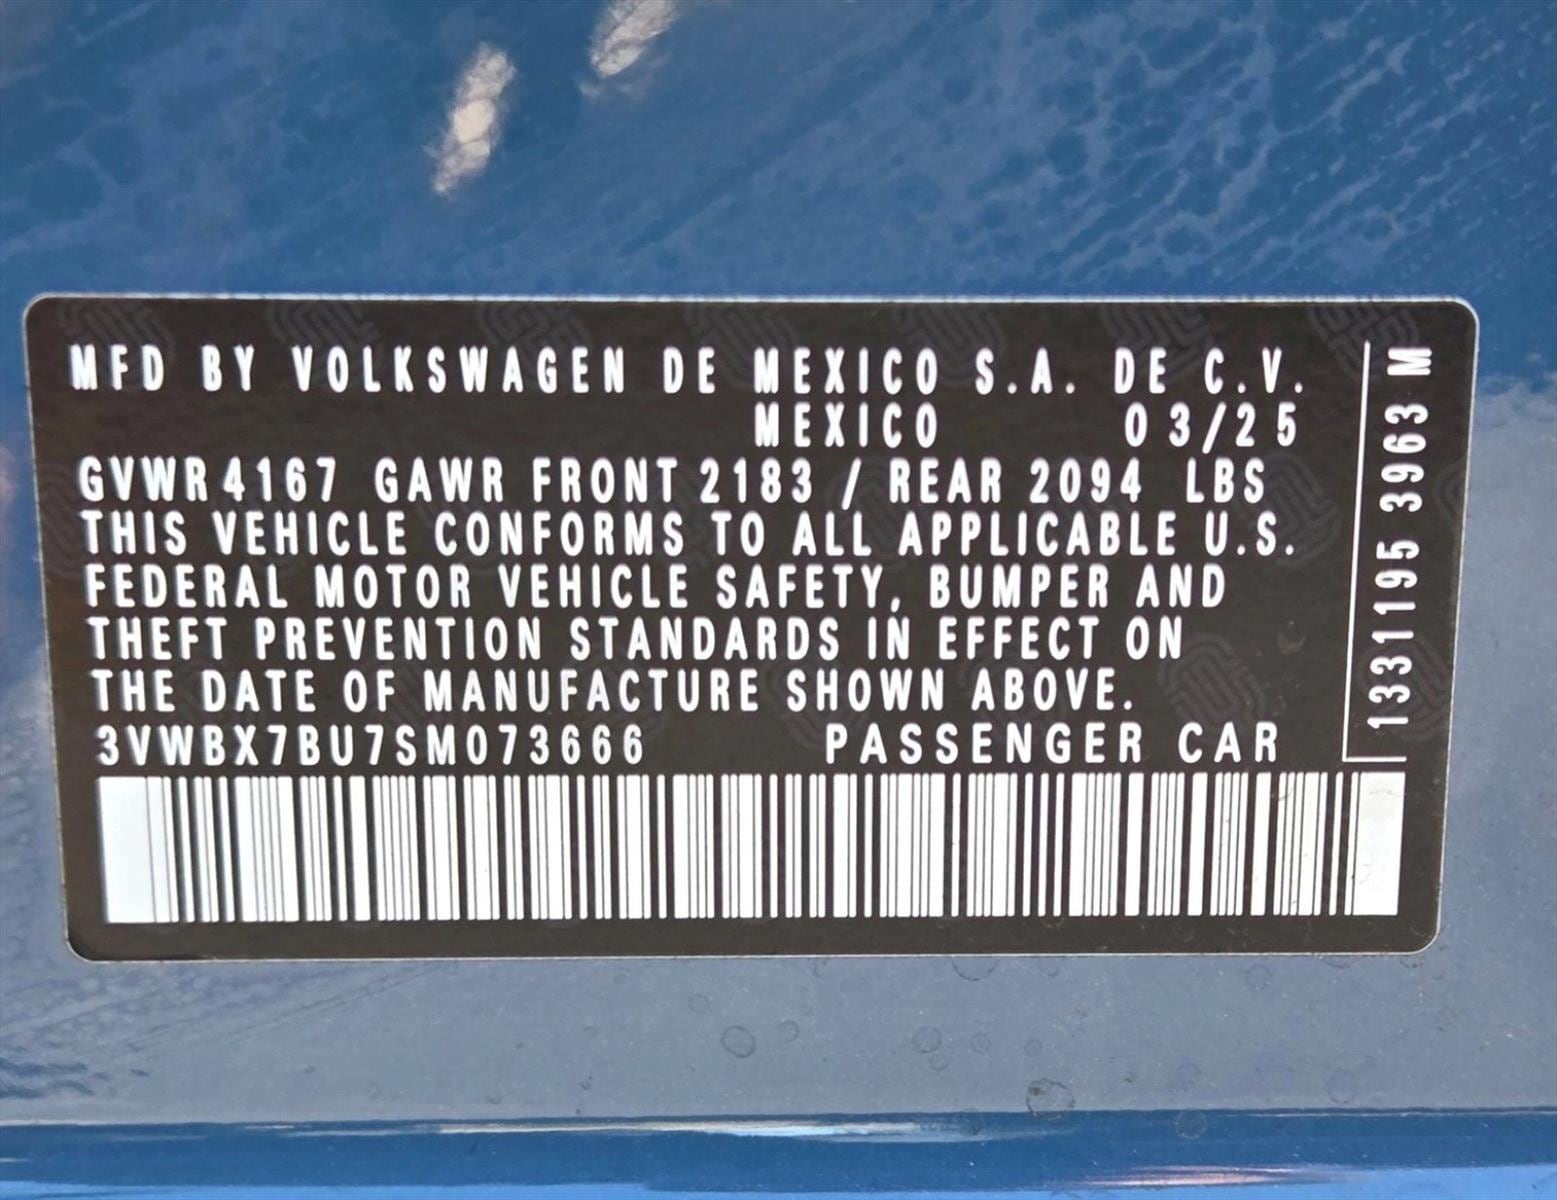 MFD BY VOLKSWAGEN DE MEXICO S.A. DE C.V.
MEXICO 03/25
GVWR 4167 GAWR FRONT 2183 / REAR 2094 LBS
THIS VEHICLE CONFORMS TO ALL APPLICABLE U.S.
FEDERAL MOTOR VEHICLE SAFETY, BUMPER AND
THEFT PREVENTION STANDARDS IN EFFECT ON
THE DATE OF MANUFACTURE SHOWN ABOVE.
3VWBX7BU7SM073666 PASSENGER CAR
1331195 3963 M